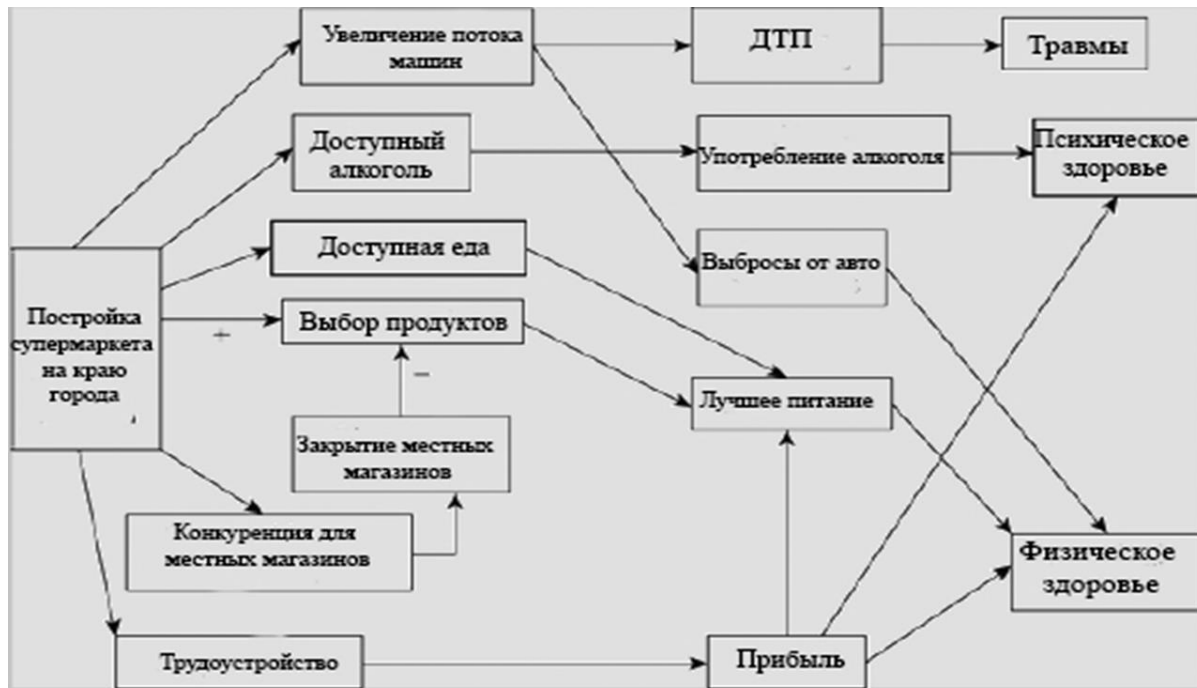 Увеличение потока
машин
ДТП
Травмы
Доступный
алкоголь
Употребление алкоголя
Психическое
здоровье
Доступная еда
Выбросы от авто
Постройка
супермаркета
на краю
города
+
Выбор продуктов
–
Лучшее питание
Закрытие местных
магазинов
Конкуренция для
местных магазинов
Физическое
здоровье
Трудоустройство
Прибыль